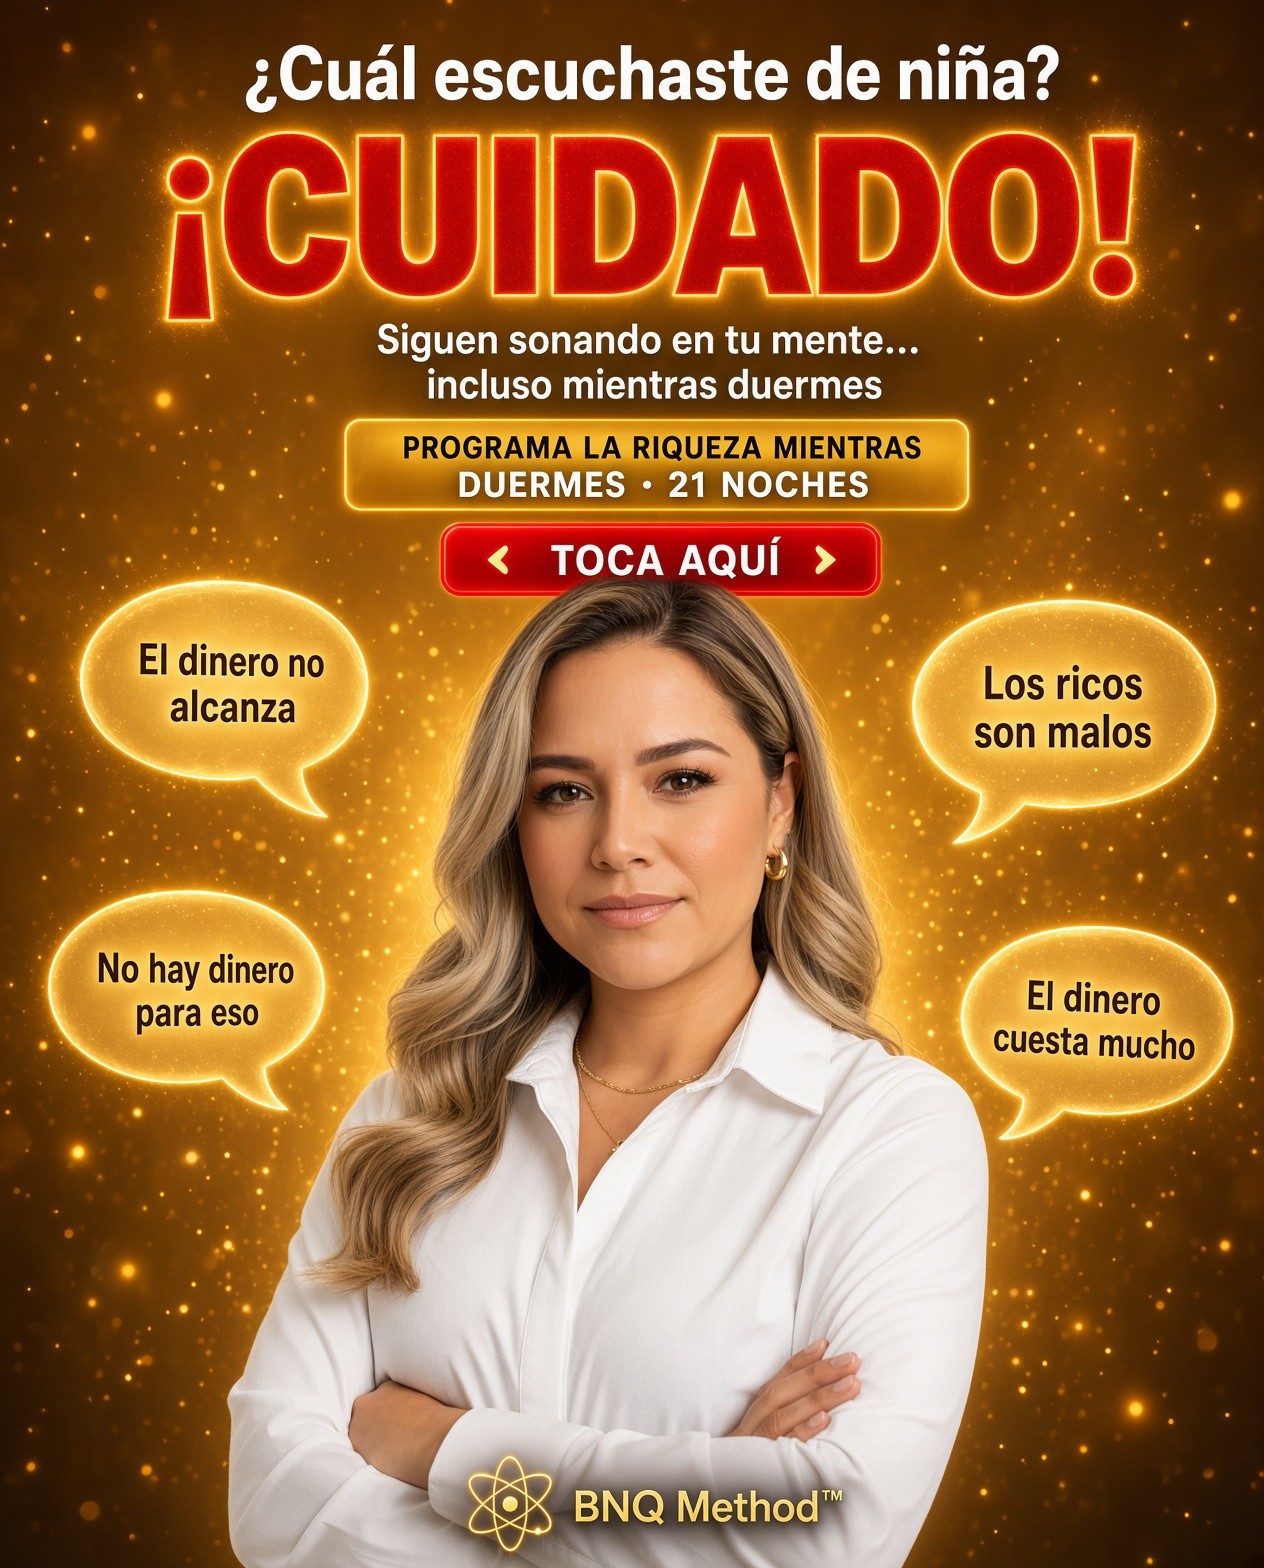 ¿Cuál escuchaste de niña?
¡CUIDADO!
Siguen sonando en tu mente...
incluso mientras duermes
PROGRAMA LA RIQUEZA MIENTRAS
DUERMES • 21 NOCHES
TOCA AQUÍ
El dinero no
alcanza
Los ricos
son malos
No hay dinero
para eso
El dinero
cuesta mucho
BNQ Method™